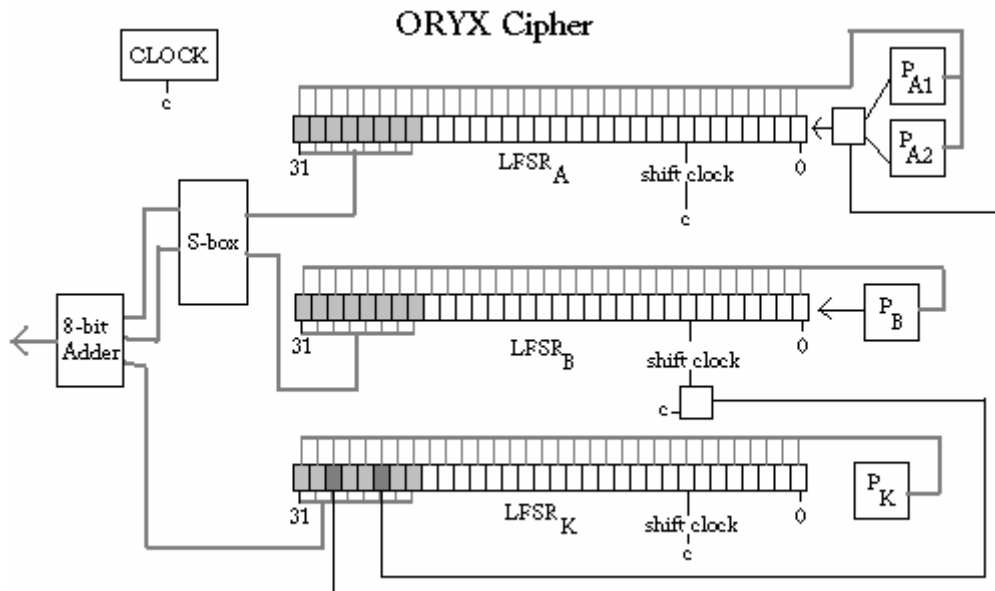 ORYX Cipher
CLOCK
c
P A1
P A2
31
LFSR A
shift clock
c
0
S-box
8-bit
Adder
31
LFSR B
shift clock
c
0
P B
31
LFSR K
shift clock
c
0
P K